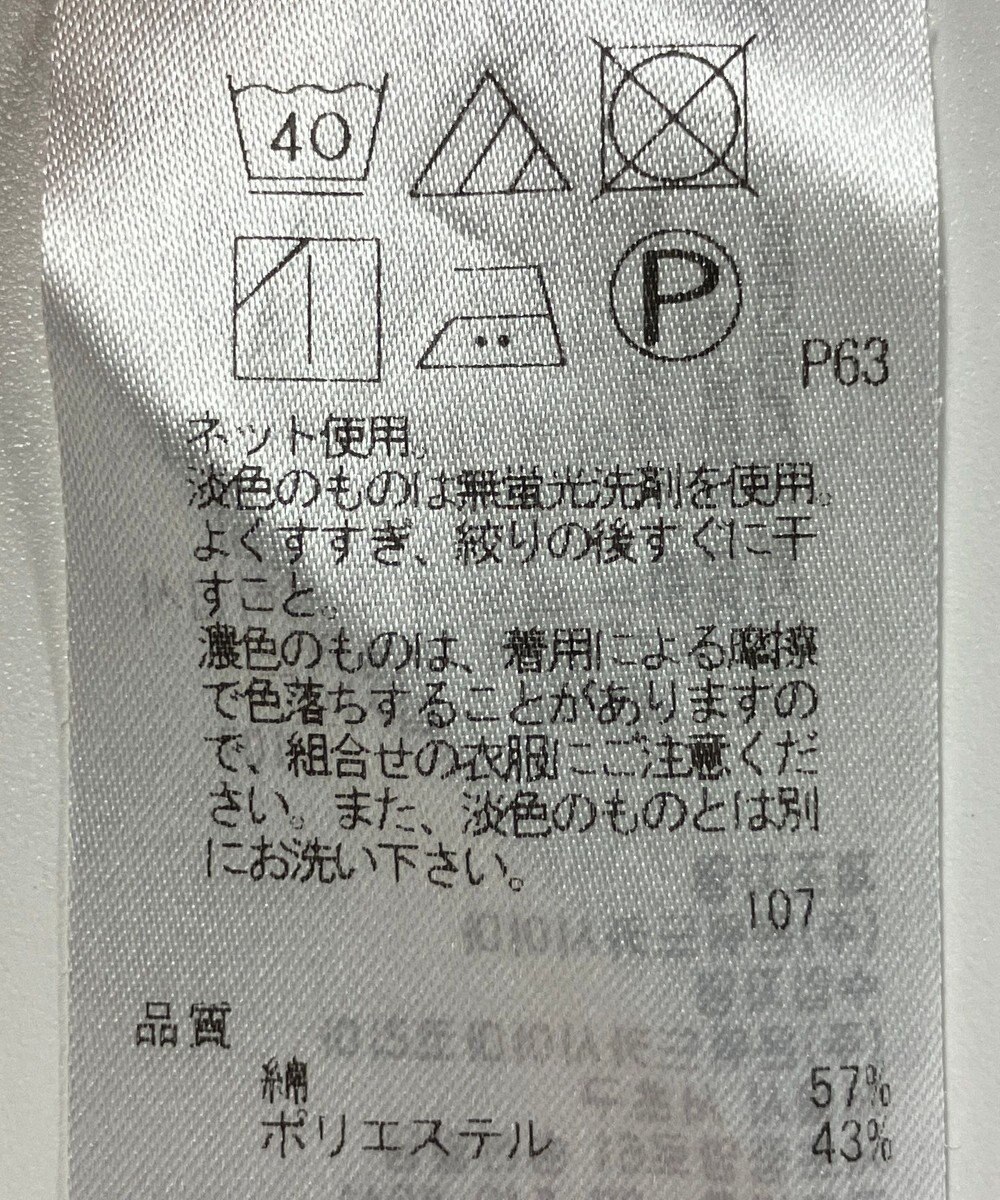 40
P
P63
ネット使用。
淡色のものは無蛍光洗剤を使用。
よくすすぎ、絞りの後すぐに干
すこと。
濃色のものは、着用による摩擦
で色落ちすることがありますの
で、組合せの衣服にご注意くだ
さい。また、淡色のものとは別
にお洗い下さい。
107
品質
綿 57%
ポリエステル 43%